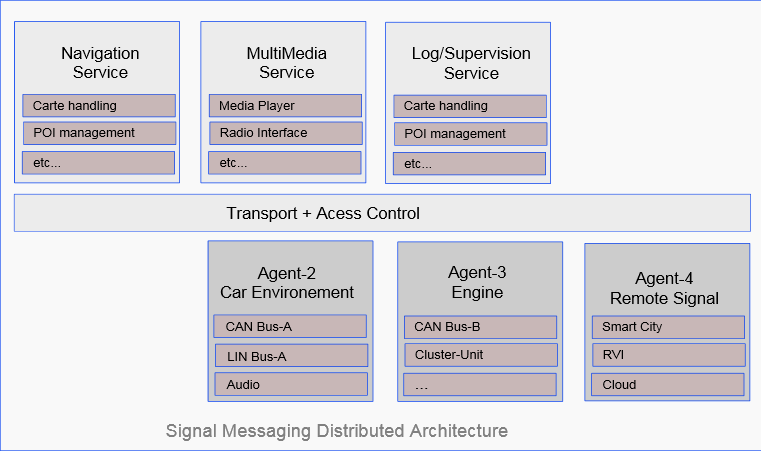 Navigation
Service
Carte handling
POI management
etc...
MultiMedia
Service
Media Player
Radio Interface
etc...
Log/Supervision
Service
Carte handling
POI management
etc...
Transport + Acess Control
Agent-2
Car Environement
CAN Bus-A
LIN Bus-A
Audio
Agent-3
Engine
CAN Bus-B
Cluster-Unit
...
Agent-4
Remote Signal
Smart City
RVI
Cloud
Signal Messaging Distributed Architecture